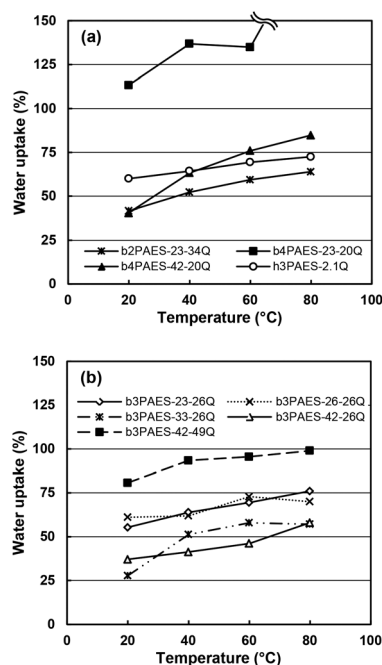 (a)
Water uptake (%)
150
125
100
75
50
25
0
b2PAES-23-34Q b4PAES-23-20Q
b4PAES-42-20Q h3PAES-2.1Q
0 20 40 60 80 100
Temperature (°C)
(b)
Water uptake (%)
150
125
100
75
50
25
0
b3PAES-23-26Q b3PAES-26-26Q
b3PAES-33-26Q b3PAES-42-26Q
b3PAES-42-49Q
0 20 40 60 80 100
Temperature (°C)